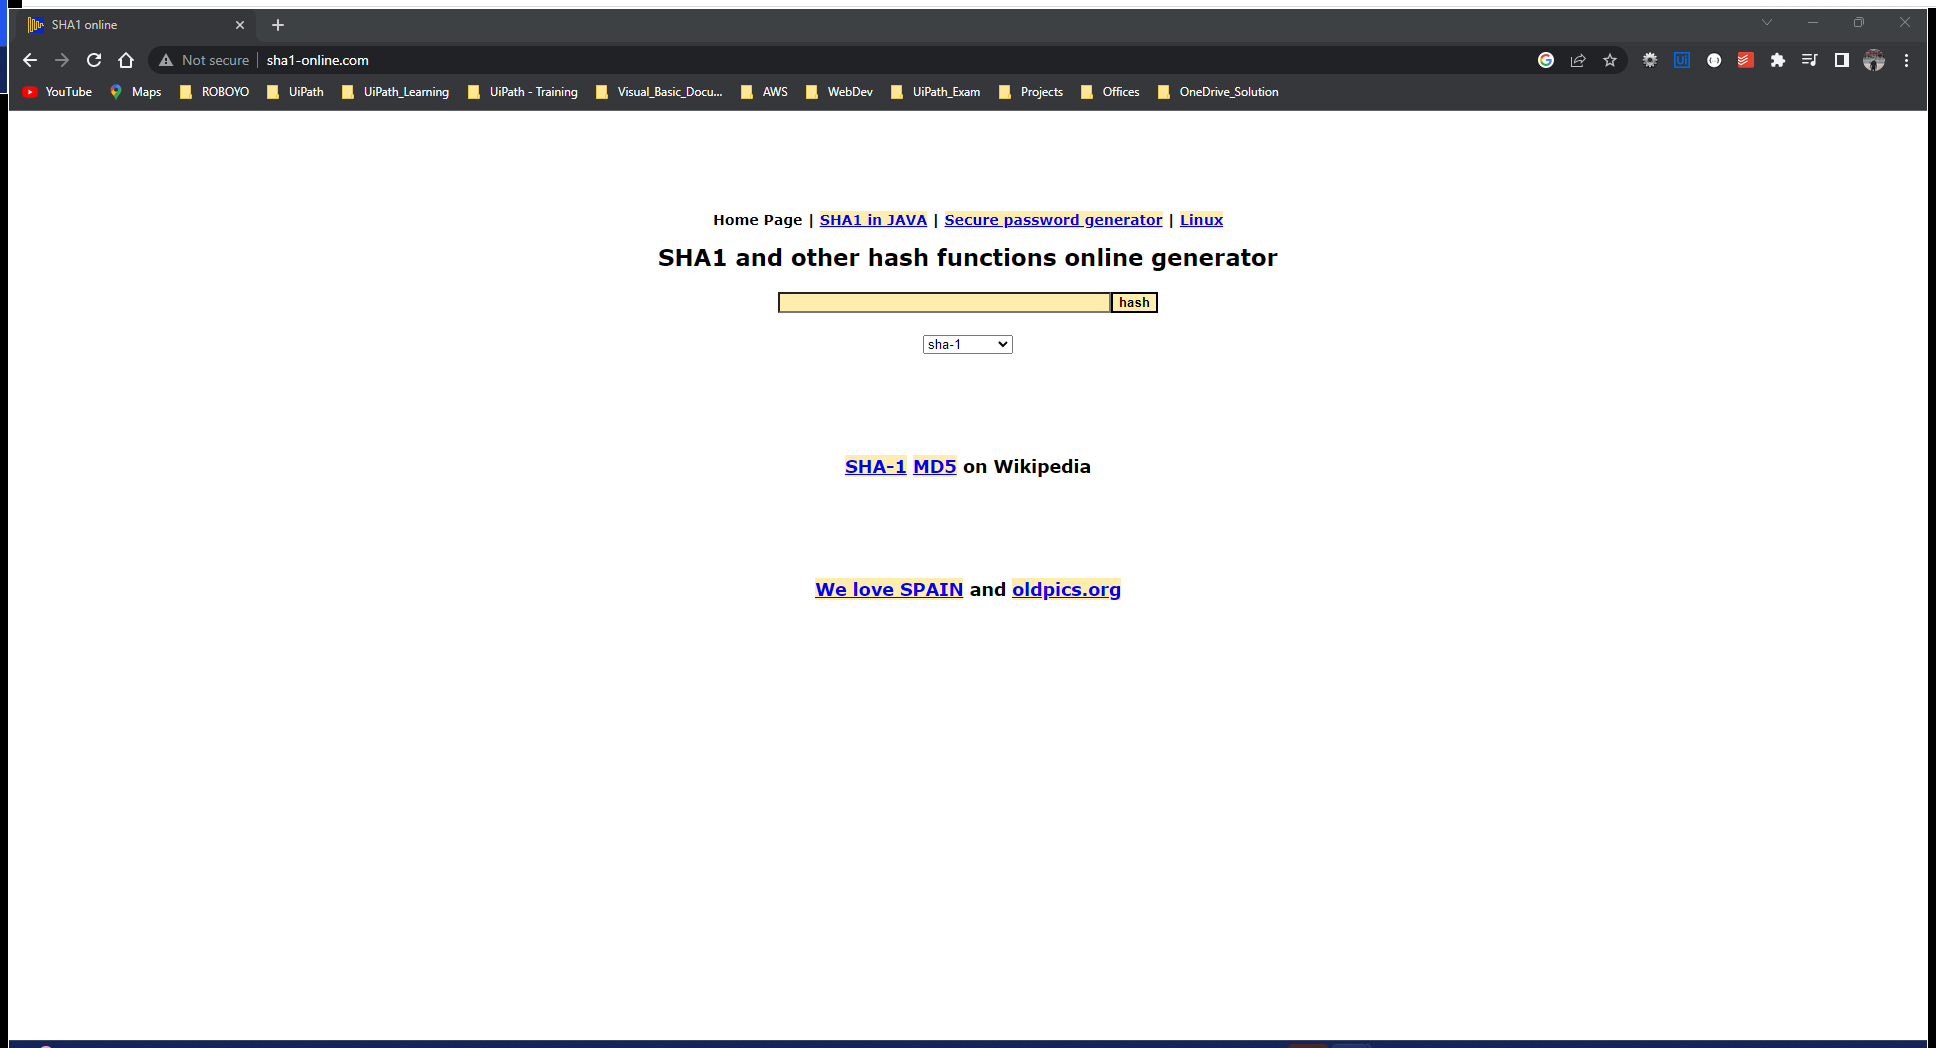 SHA1 online
Not secure sha1-online.com
YouTube Maps ROBOYO UiPath UiPath_Learning UiPath - Training Visual_Basic_Docu... AWS WebDev UiPath_Exam Projects Offices OneDrive_Solution
Home Page | SHA1 in JAVA | Secure password generator | Linux
SHA1 and other hash functions online generator
hash
sha-1
SHA-1 MD5 on Wikipedia
We love SPAIN and oldpics.org